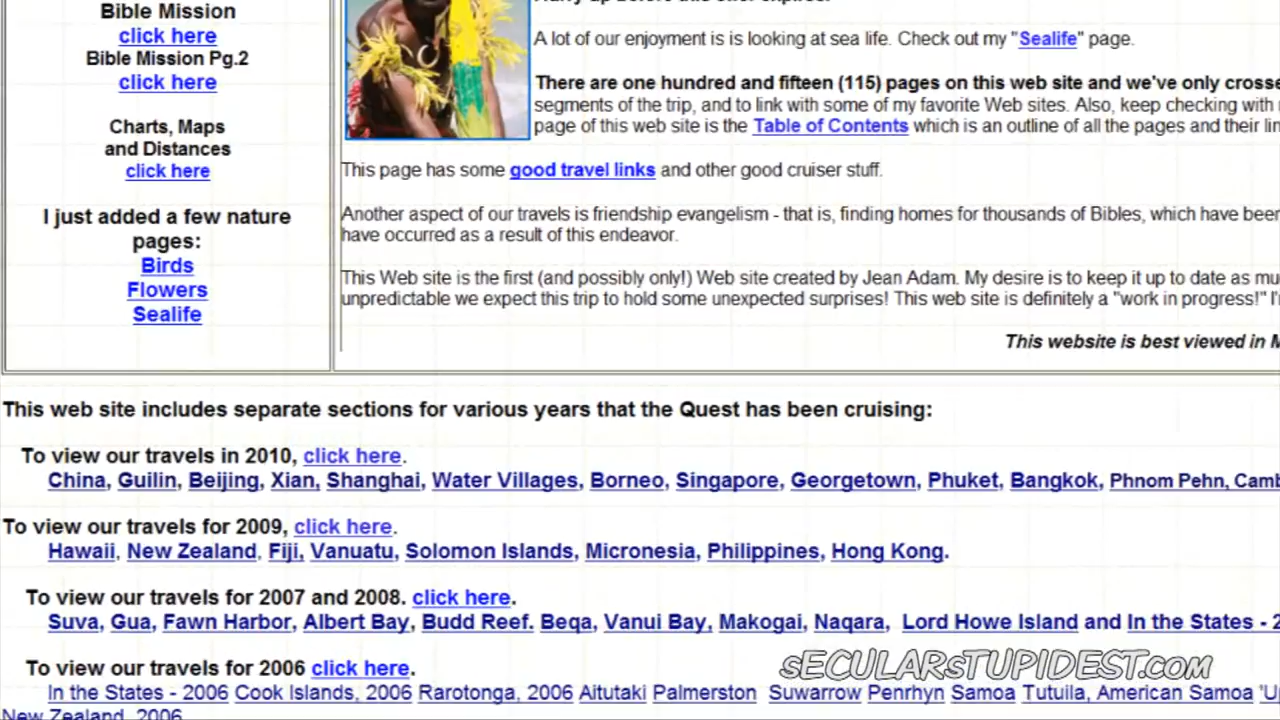 Bible Mission
click here
Bible Mission Pg.2
click here
Charts, Maps
and Distances
click here
I just added a few nature
pages:
Birds
Flowers
Sealife
A lot of our enjoyment is is looking at sea life. Check out my "Sealife" page.
There are one hundred and fifteen (115) pages on this web site and we've only crosse
segments of the trip, and to link with some of my favorite Web sites. Also, keep checking with
page of this web site is the Table of Contents which is an outline of all the pages and their lin
This page has some good travel links and other good cruiser stuff.
Another aspect of our travels is friendship evangelism - that is, finding homes for thousands of Bibles, which have been
have occurred as a result of this endeavor.
This Web site is the first (and possibly only!) Web site created by Jean Adam. My desire is to keep it up to date as mu
unpredictable we expect this trip to hold some unexpected surprises! This web site is definitely a "work in progress!" I'
This website is best viewed in M
This web site includes separate sections for various years that the Quest has been cruising:
To view our travels in 2010, click here.
China, Guilin, Beijing, Xian, Shanghai, Water Villages, Borneo, Singapore, Georgetown, Phuket, Bangkok, Phnom Pehn, Camb
To view our travels for 2009, click here.
Hawaii, New Zealand, Fiji, Vanuatu, Solomon Islands, Micronesia, Philippines, Hong Kong.
To view our travels for 2007 and 2008. click here.
Suva, Gua, Fawn Harbor, Albert Bay, Budd Reef. Beqa, Vanui Bay, Makogai, Naqara, Lord Howe Island and In the States - 2
To view our travels for 2006 click here.
In the States - 2006 Cook Islands, 2006 Rarotonga, 2006 Aitutaki Palmerston Suwarrow Penrhyn Samoa Tutuila, American Samoa 'U
New Zealand, 2006
sECULARsTUPIDEST.com